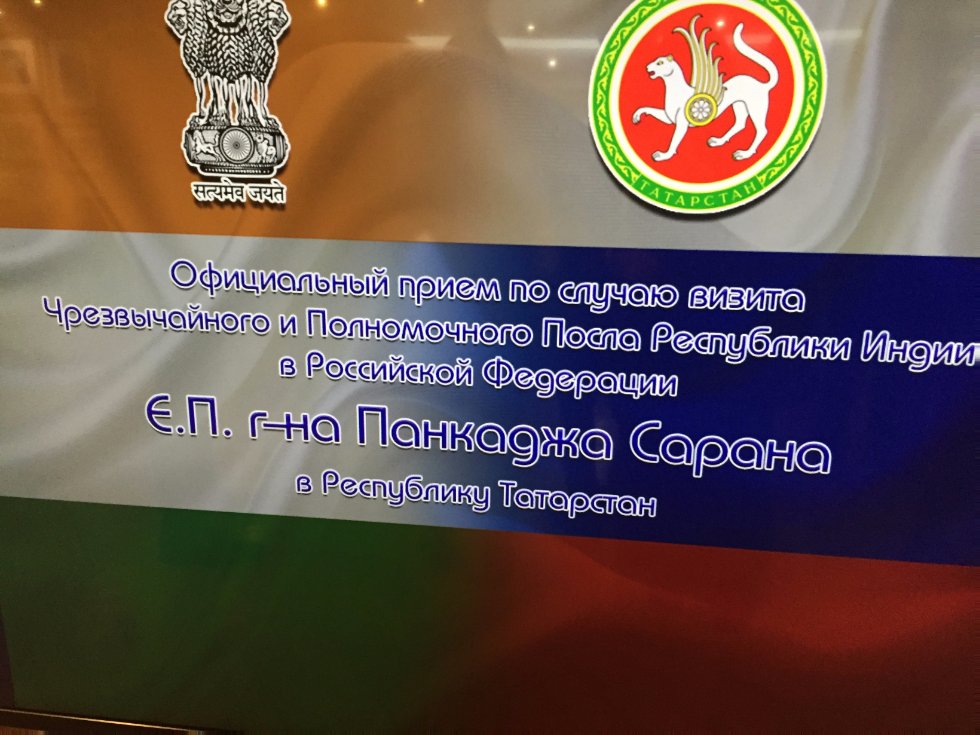 सत्यमेव जयते
ТАТАРСТАН
Официальный прием по случаю визита
Чрезвычайного и Полномочного Посла Республики Индии
в Российской Федерации
Є.П. г-на Панкаджа Сарана
в Республику Татарстан